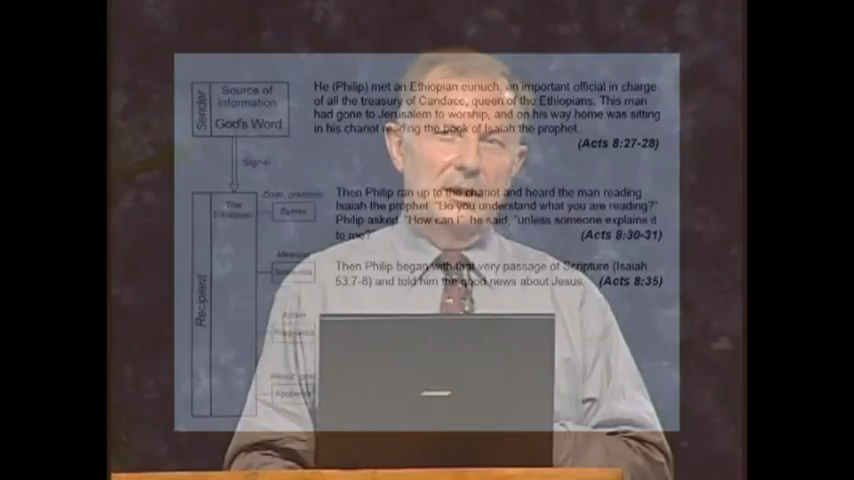 Sender
Source of
information
God's Word
Signal
Recipient
The
Ethiopian
Syntax
Meaning
Semantics
Action
Pragmatics
Apobetics
He (Philip) met an Ethiopian eunuch, an important official in charge
of all the treasury of Candace, queen of the Ethiopians. This man
had gone to Jerusalem to worship, and on his way home was sitting
in his chariot reading the book of Isaiah the prophet.
(Acts 8:27-28)
Then Philip ran up to the chariot and heard the man reading
Isaiah the prophet. "Do you understand what you are reading?"
Philip asked. "How can I", he said, "unless someone explains it
to me?"
(Acts 8:30-31)
Then Philip began with that very passage of Scripture (Isaiah
53,7-8) and told him the good news about Jesus.
(Acts 8:35)